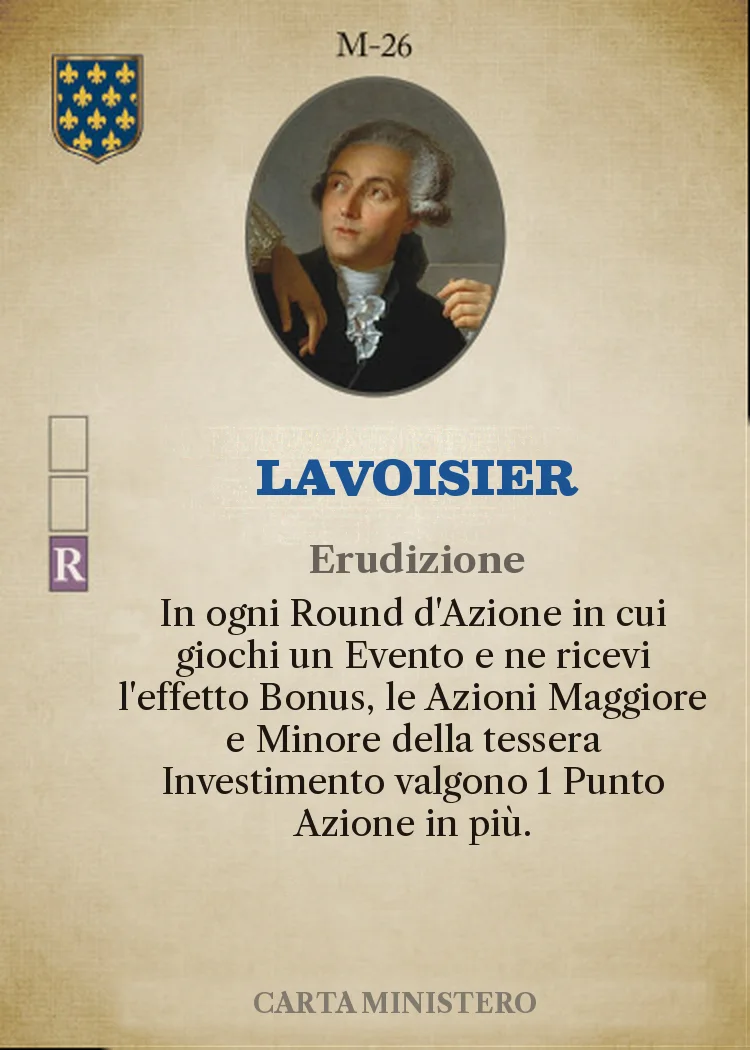 M-26
LAVOISIER
R
Erudizione
In ogni Round d'Azione in cui
giochi un Evento e ne ricevi
l'effetto Bonus, le Azioni Maggiore
e Minore della tessera
Investimento valgono 1 Punto
Azione in più.
CARTA MINISTERO